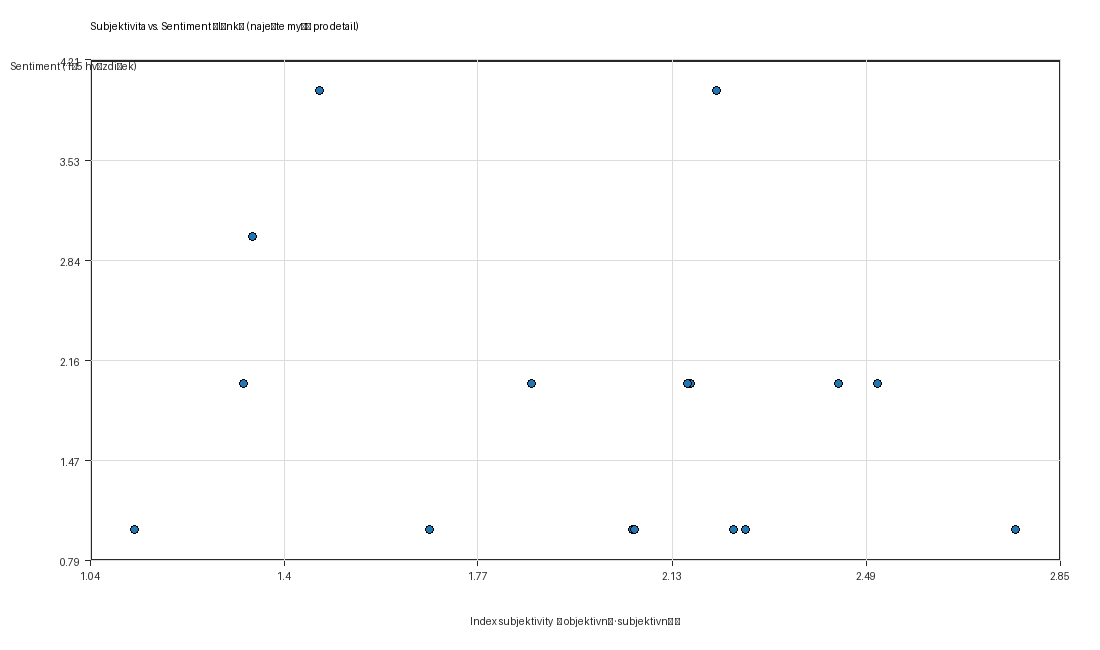 Subjektivita vs. Sentiment (najeďte myší pro detail)
4.21
Sentiment
3.53
2.84
2.16
1.47
0.79
1.04 1.4 1.77 2.13 2.49 2.85
Index subjektivity